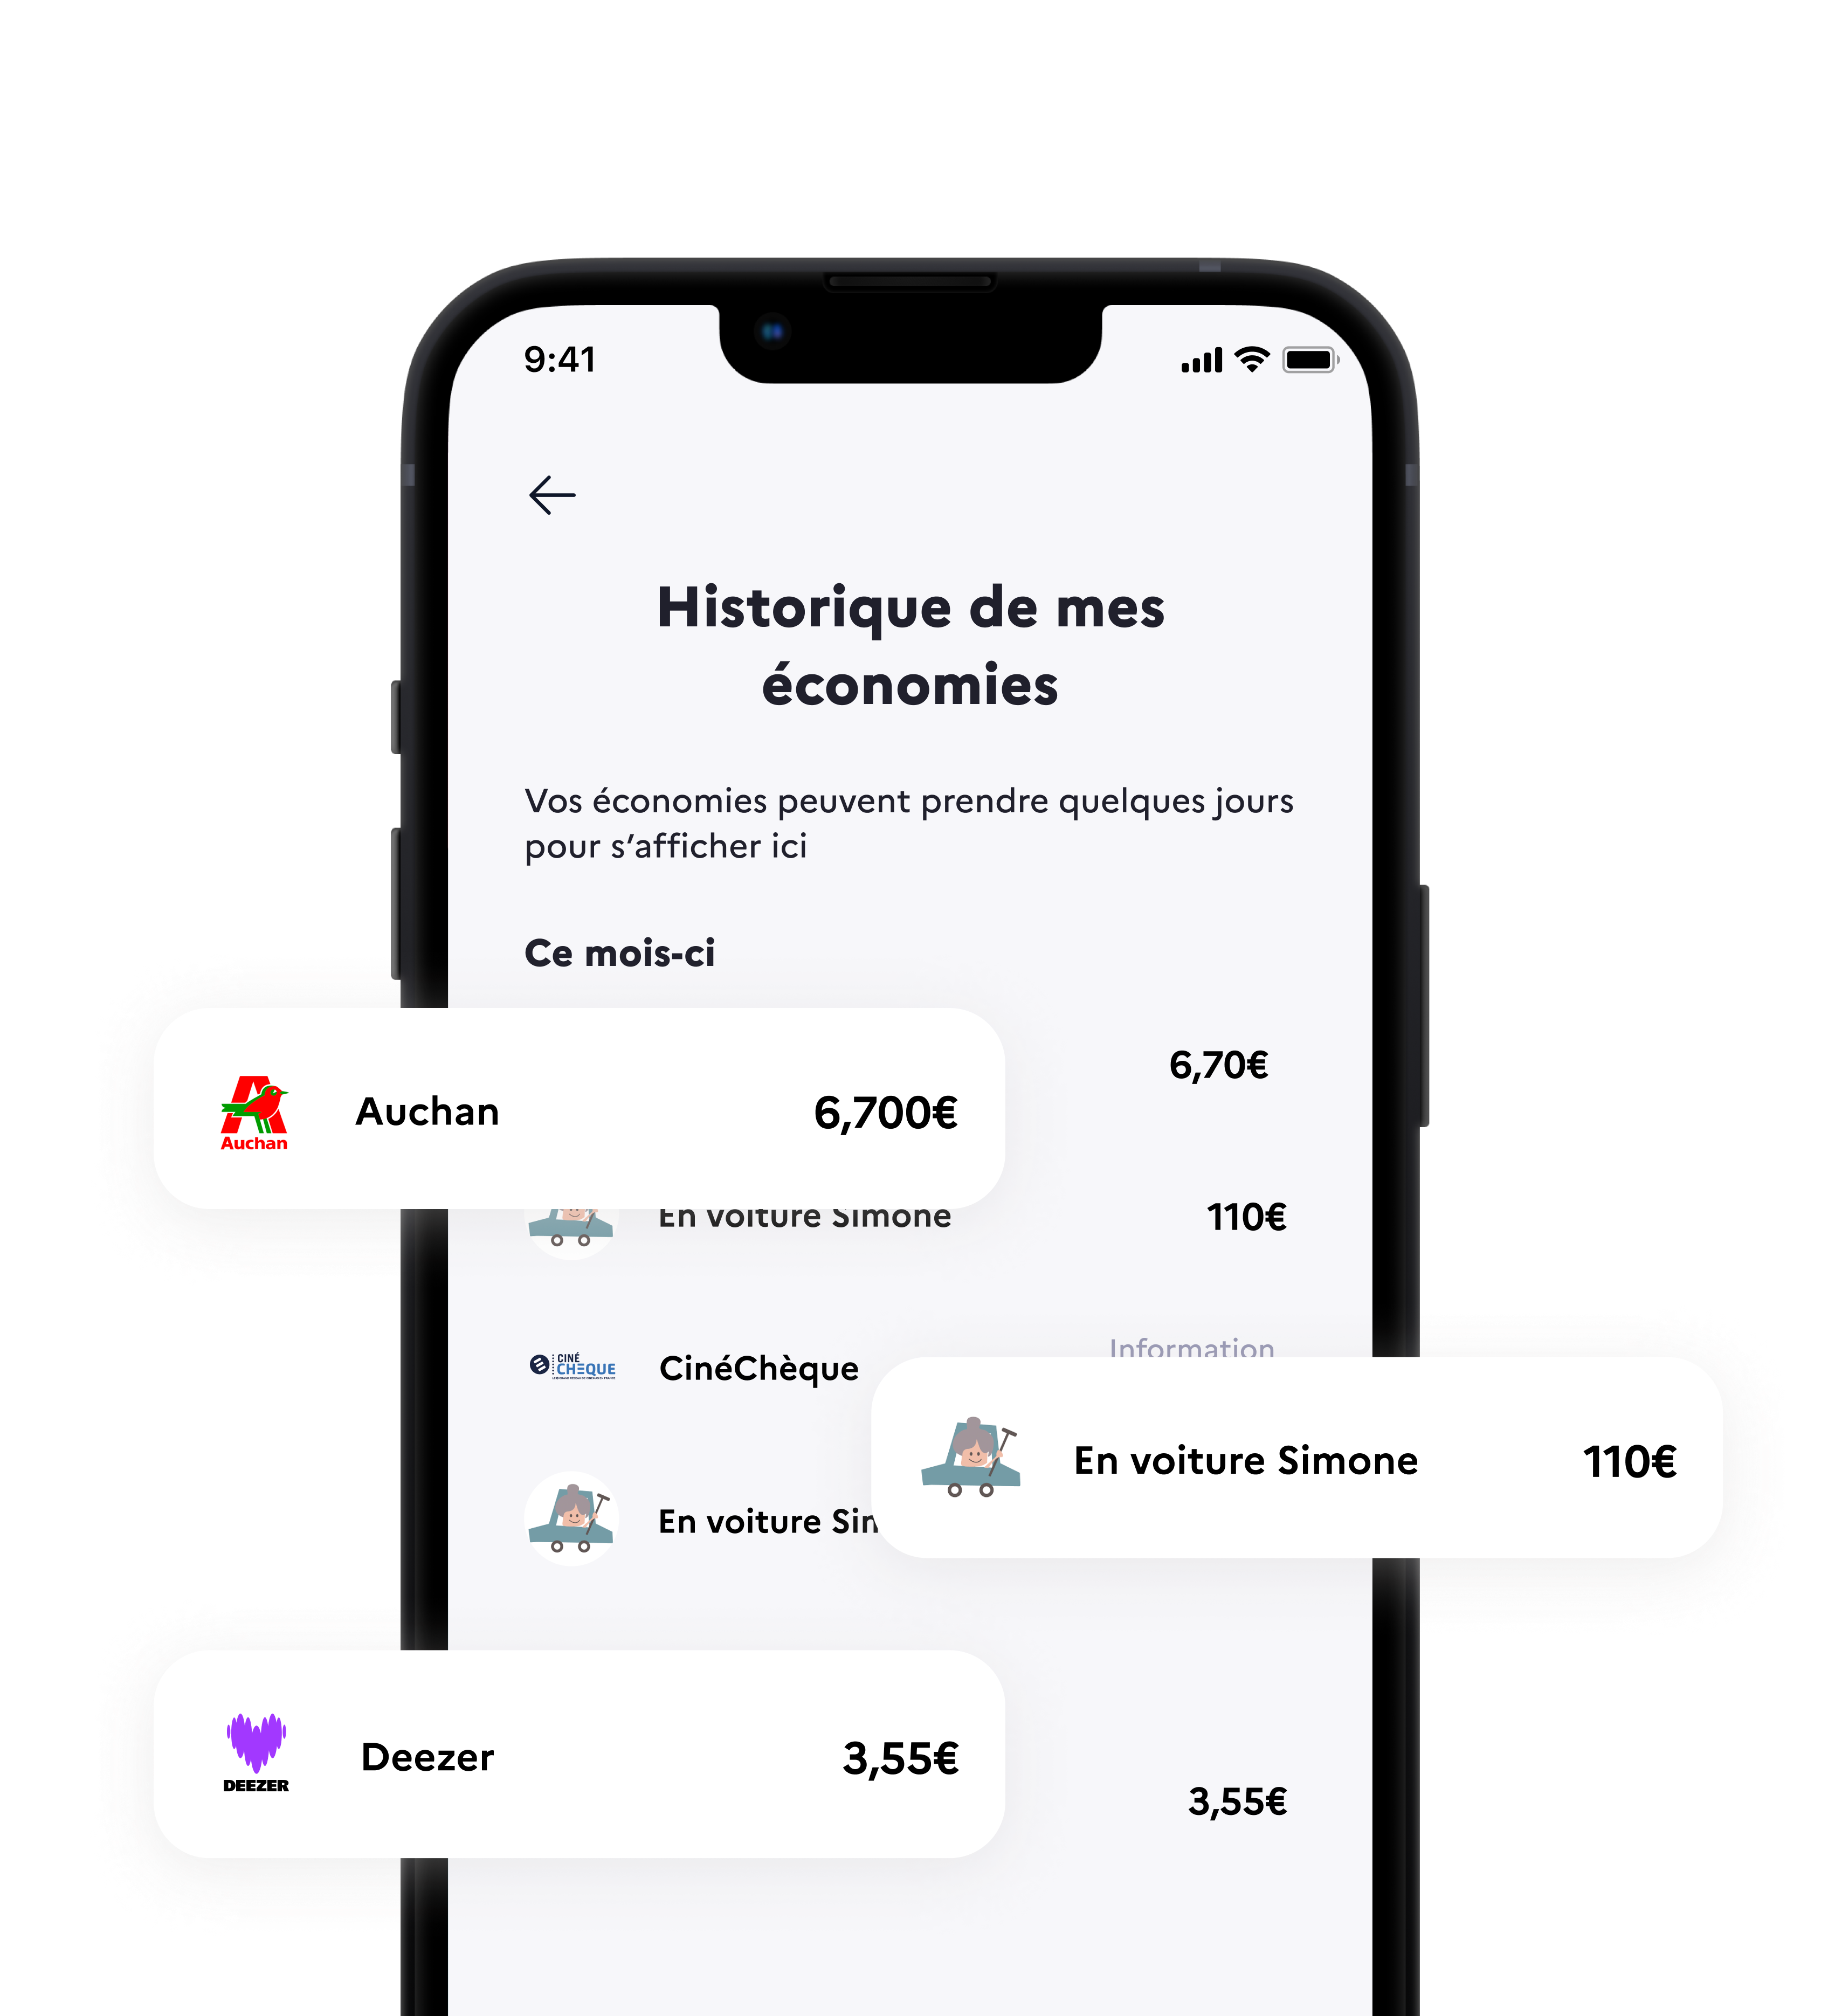 9:41
Historique de mes
économies
Vos économies peuvent prendre quelques jours
pour s’afficher ici
Ce mois-ci
6,70€
Auchan
Auchan
6,700€
En voiture Simone
110€
Information
CINÉ
CHÈQUE
CinéChèque
En voiture Simone
110€
En voiture Sin
DEEZER
Deezer
3,55€
3,55€